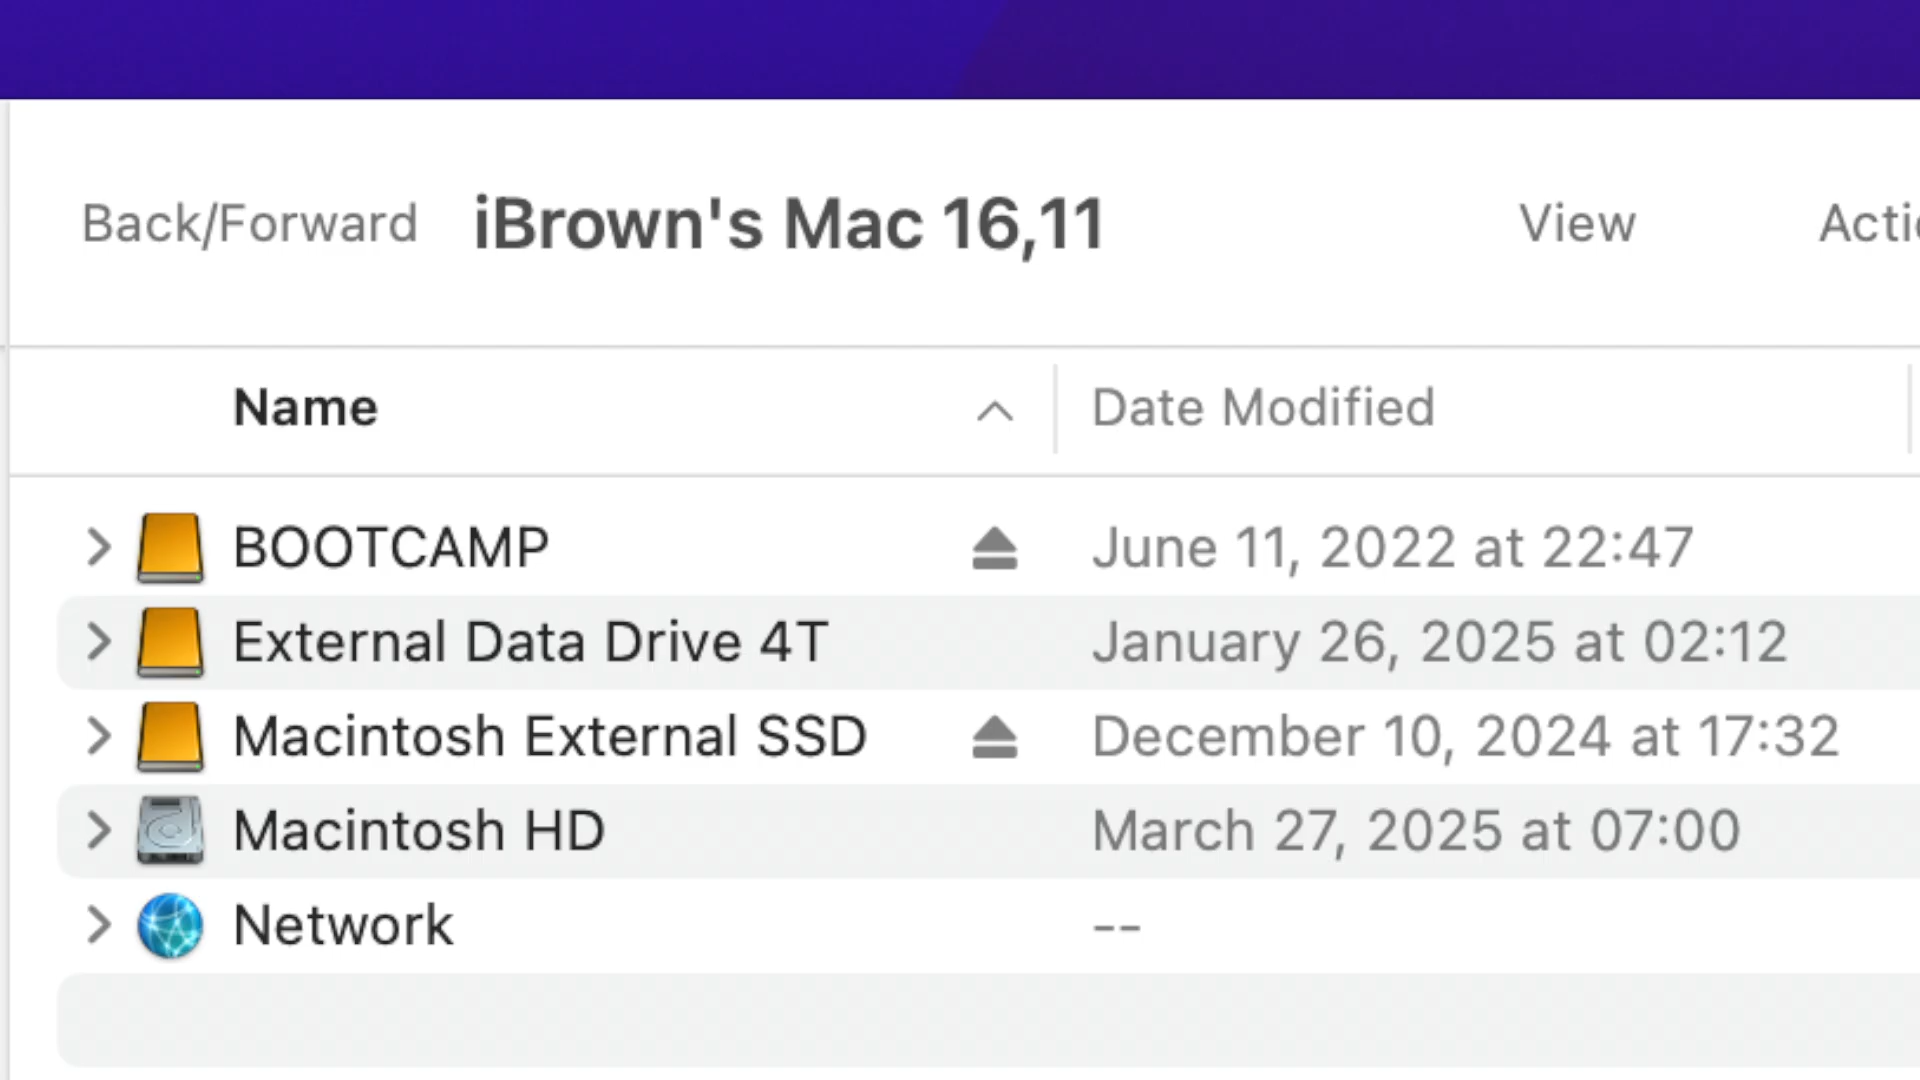 Back/Forward iBrown's Mac 16,11 View
Name Date Modified
BOOTCAMP June 11, 2022 at 22:47
External Data Drive 4T January 26, 2025 at 02:12
Macintosh External SSD December 10, 2024 at 17:32
Macintosh HD March 27, 2025 at 07:00
Network --